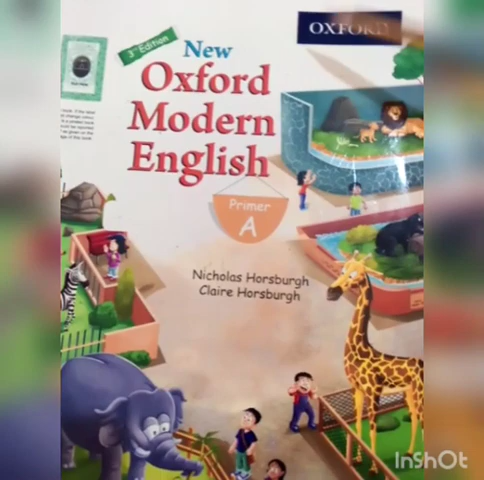 OXFORD
3rd Edition
New
Oxford
Modern
English
Primer
A
Nicholas Horsburgh
Claire Horsburgh
InShOt